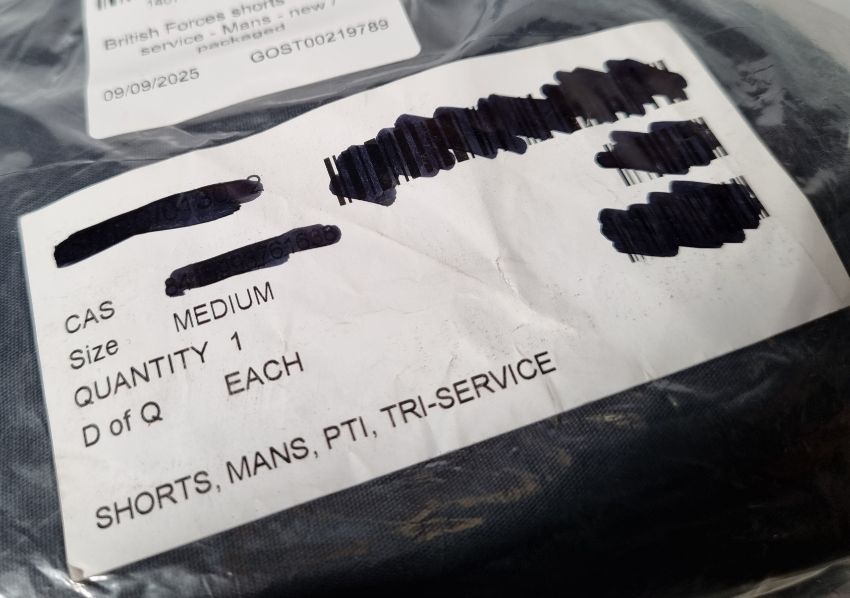 British Forces shorts
service - Mans - new /
packaged
09/09/2025 GOST00219789
CAS
Size MEDIUM
QUANTITY 1
D of Q EACH
SHORTS, MANS, PTI, TRI-SERVICE